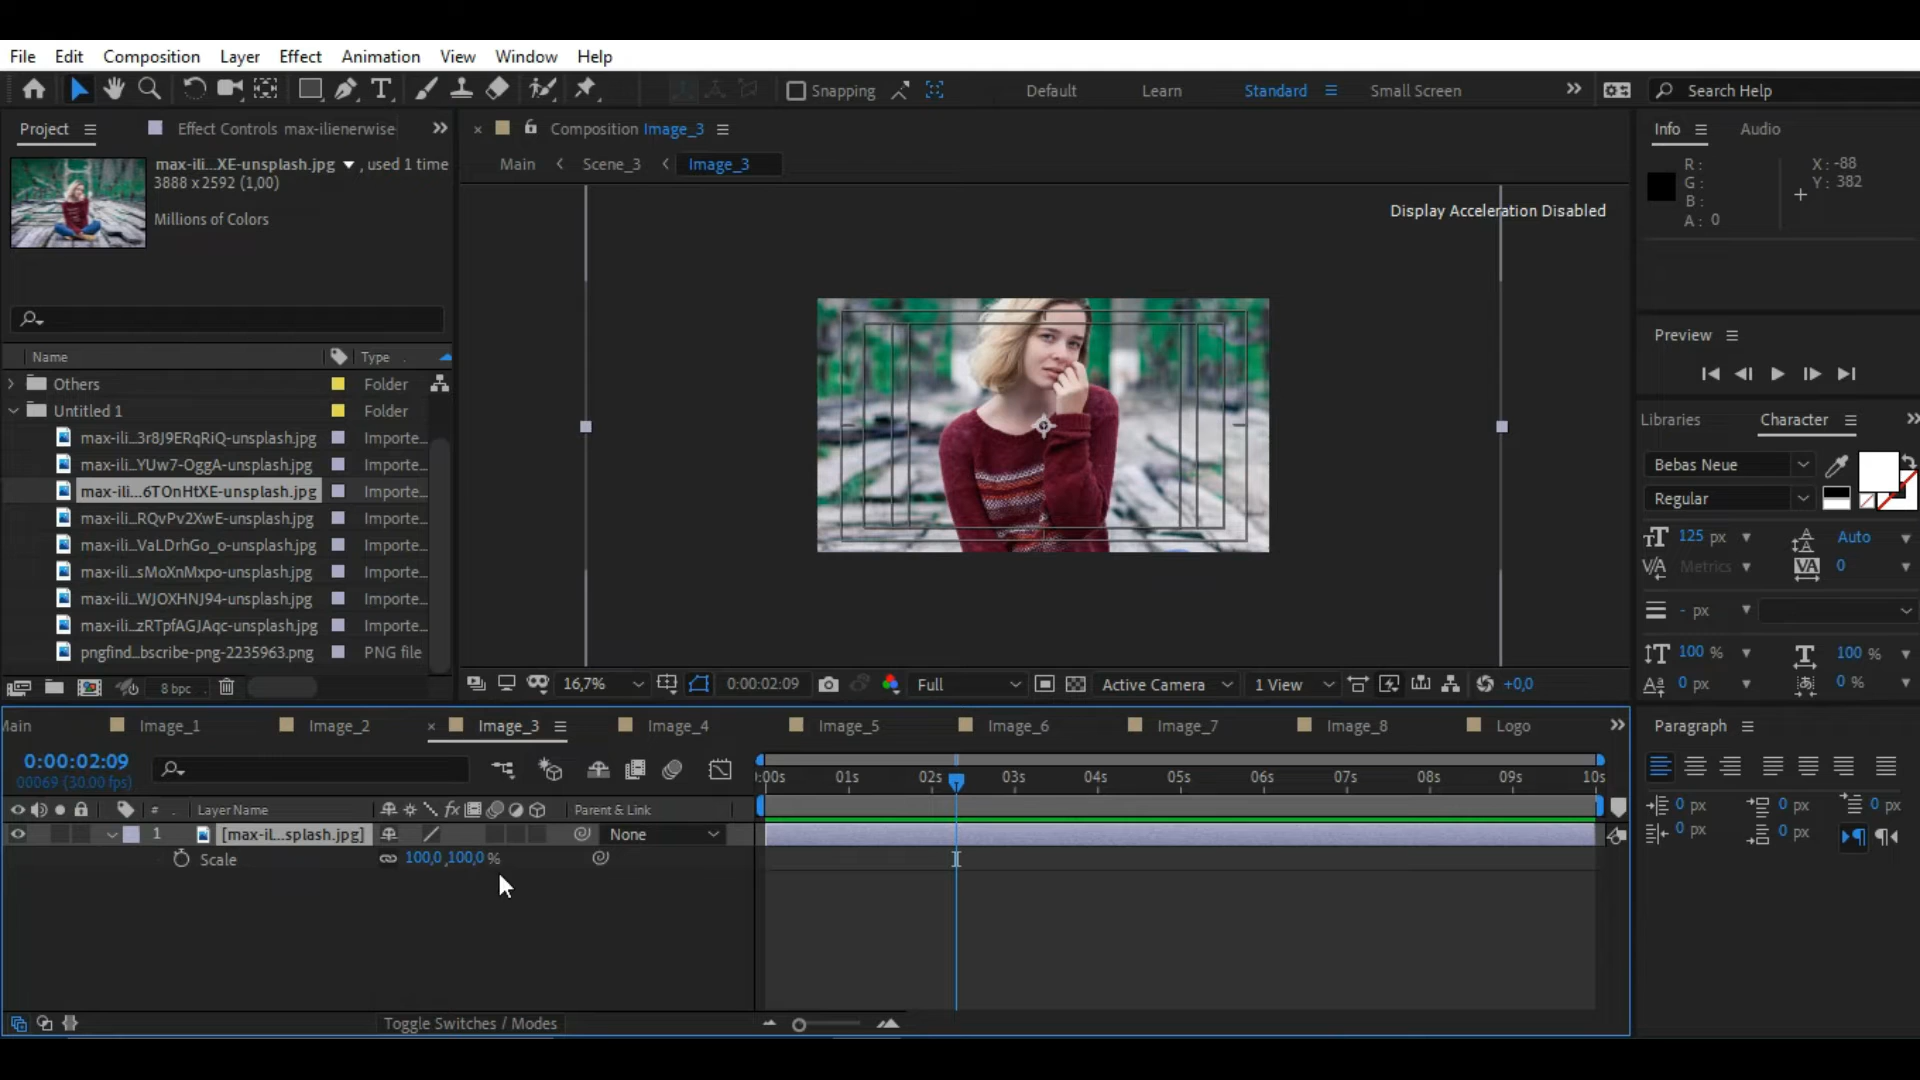 File Edit Composition Layer Effect Animation View Window Help
Snapping Default Learn Standard Small Screen Search Help
Project Effect Controls max-ilienerwise
Composition Image_3
Info Audio
max-ili...XE-unsplash.jpg , used 1 time
3888 x 2592 (1,00)
Millions of Colors
Main Scene_3 Image_3
Display Acceleration Disabled
R :
G :
B :
A : 0
X : -88
Y : 382
Preview
Name Type
Others Folder
Untitled 1 Folder
max-ili...3r8J9ERqRiQ-unsplash.jpg Importe...
max-ili...YUw7-OggA-unsplash.jpg Importe...
max-ili...6TOnHtXE-unsplash.jpg Importe...
max-ili...RQvPv2XwE-unsplash.jpg Importe...
max-ili...VaLDrhGo_o-unsplash.jpg Importe...
max-ili...sMoXnMxpo-unsplash.jpg Importe...
max-ili...WJOXHNJ94-unsplash.jpg Importe...
max-ili...zRTpfAGJAqc-unsplash.jpg Importe...
pngfind...bscribe-png-2235963.png PNG file
8 bpc
Libraries Character
Bebas Neue
Regular
125 px Auto
Metrics 0
- px
100 % 100 %
0 px 0 %
16,7% 0:00:02:09 Full Active Camera 1 View +0,0
Main Image_1 Image_2 Image_3 Image_4 Image_5 Image_6 Image_7 Image_8 Logo
0:00:02:09
00069 (30.00 fps)
:00s 01s 02s 03s 04s 05s 06s 07s 08s 09s 10s
# Layer Name fx Parent & Link
1 [max-il...splash.jpg] None
Scale 100,0 ,100,0 %
Toggle Switches / Modes
Paragraph
0 px 0 px 0 px
0 px 0 px